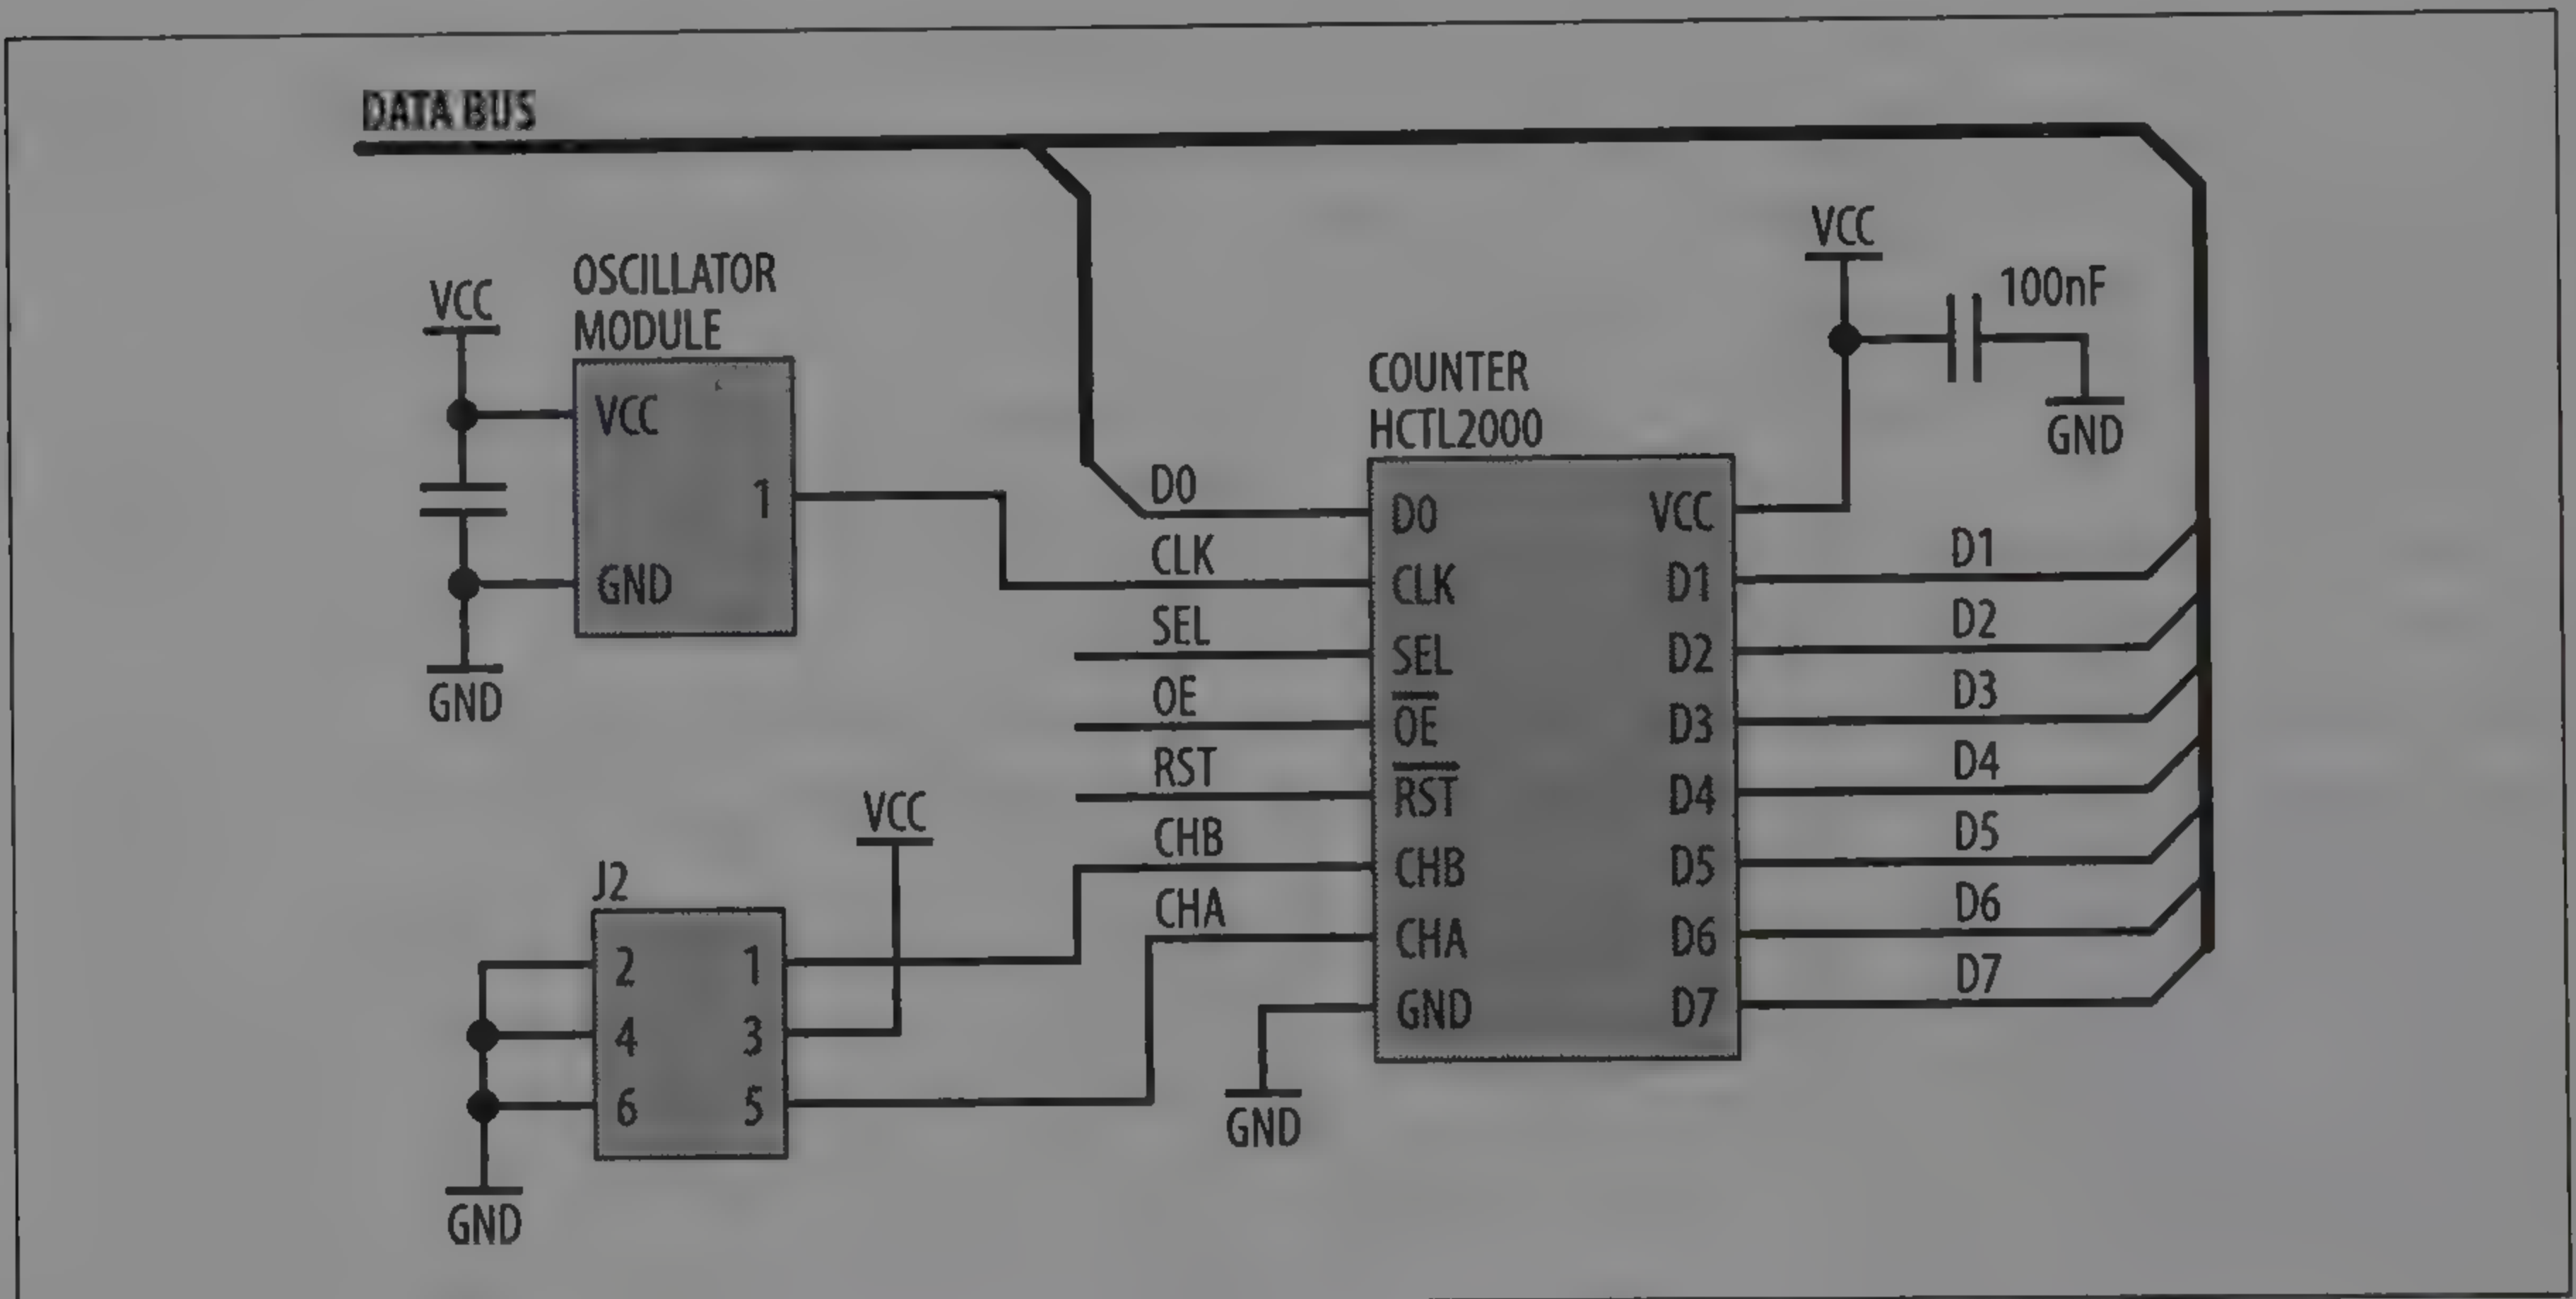 DATA BUS
VCC
OSCILLATOR
MODULE
VCC
1
GND
GND
VCC
100nF
GND
COUNTER
HCTL2000
D0
CLK
SEL
OE
RST
CHB
CHA
D0
CLK
SEL
OE
RST
CHB
CHA
GND
VCC
D1
D2
D3
D4
D5
D6
D7
D1
D2
D3
D4
D5
D6
D7
GND
VCC
J2
2 1
4 3
6 5
GND